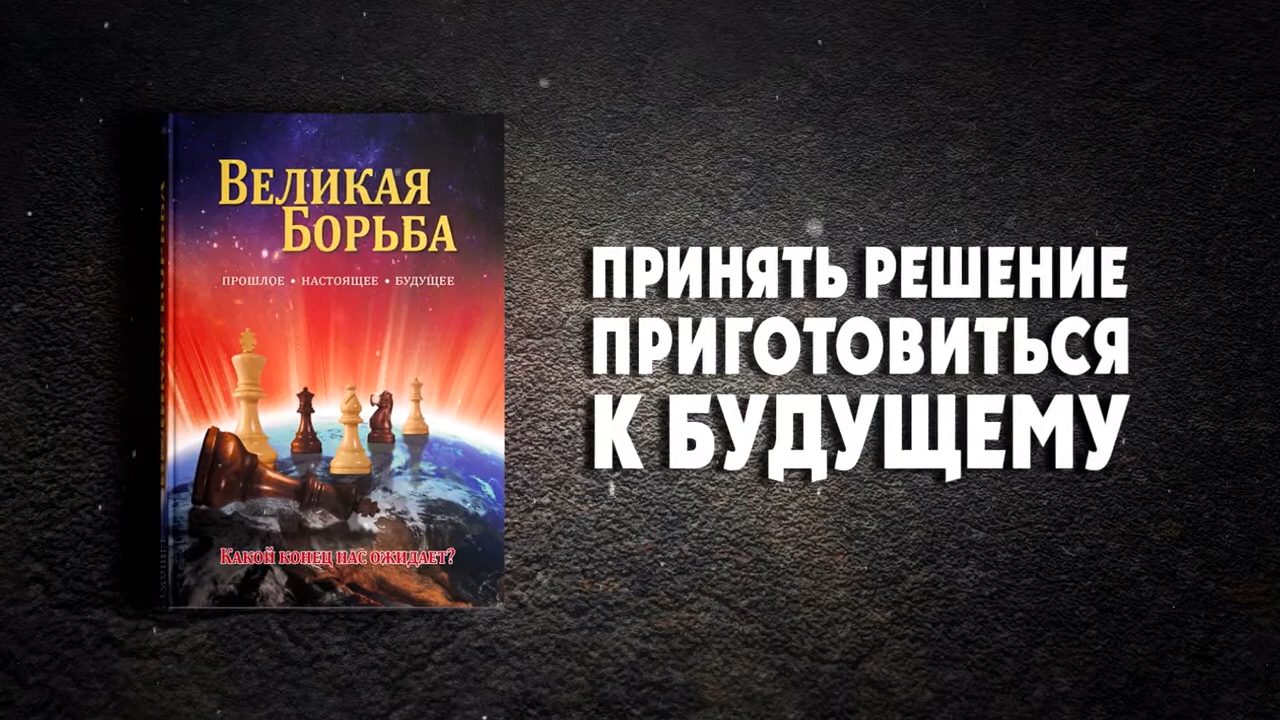 ВЕЛИКАЯ
БОРЬБА
ПРОШЛОЕ • НАСТОЯЩЕЕ • БУДУЩЕЕ
КАКОЙ КОНЕЦ НАС ОЖИДАЕТ?
ПРИНЯТЬ РЕШЕНИЕ
ПРИГОТОВИТЬСЯ
К БУДУЩЕМУ